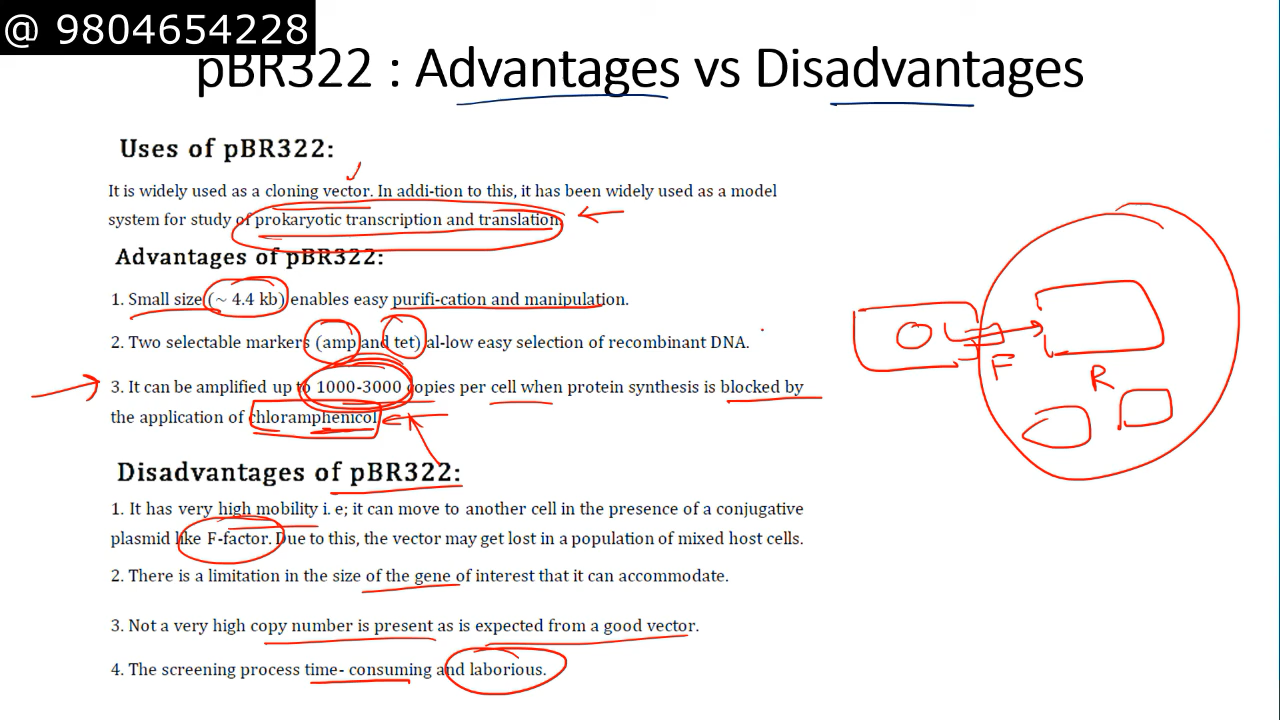 @ 9804654228
pBR322 : Advantages vs Disadvantages
Uses of pBR322:
It is widely used as a cloning vector. In addi-tion to this, it has been widely used as a model
system for study of prokaryotic transcription and translation.
Advantages of pBR322:
1. Small size (~ 4.4 kb) enables easy purifi-cation and manipulation.
2. Two selectable markers (amp and tet) al-low easy selection of recombinant DNA.
3. It can be amplified up to 1000-3000 copies per cell when protein synthesis is blocked by
the application of chloramphenicol.
F
R
Disadvantages of pBR322:
1. It has very high mobility i. e; it can move to another cell in the presence of a conjugative
plasmid like F-factor. Due to this, the vector may get lost in a population of mixed host cells.
2. There is a limitation in the size of the gene of interest that it can accommodate.
3. Not a very high copy number is present as is expected from a good vector.
4. The screening process time- consuming and laborious.